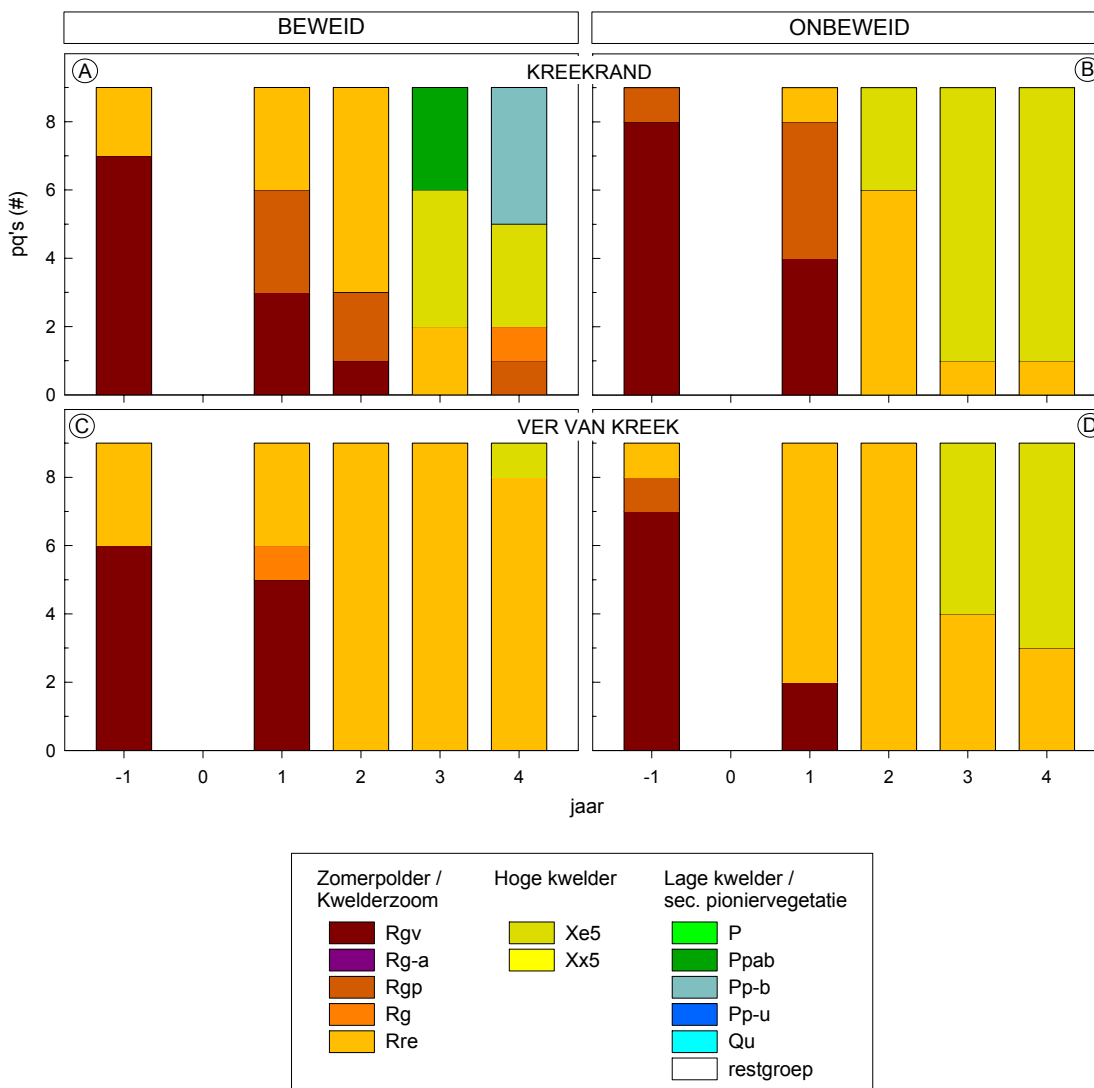 BEWEID
ONBEWEID
A
KREEKRAND
B
8
6
4
2
0
pq's (#)
C
VER VAN KREEK
D
8
6
4
2
0
-1 0 1 2 3 4
-1 0 1 2 3 4
jaar
Zomerpolder /
Kwelderzoom
Rgv
Rg-a
Rgp
Rg
Rre
Hoge kwelder
Xe5
Xx5
Lage kwelder /
sec. pioniervegetatie
P
Ppab
Pp-b
Pp-u
Qu
restgroep